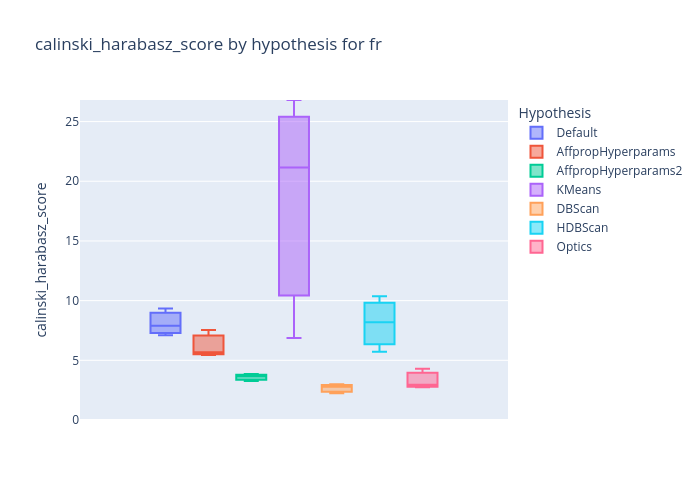 calinski_harabasz_score by hypothesis for fr
calinski_harabasz_score
25
20
15
10
5
0
Hypothesis
Default
AffpropHyperparams
AffpropHyperparams2
KMeans
DBScan
HDBScan
Optics